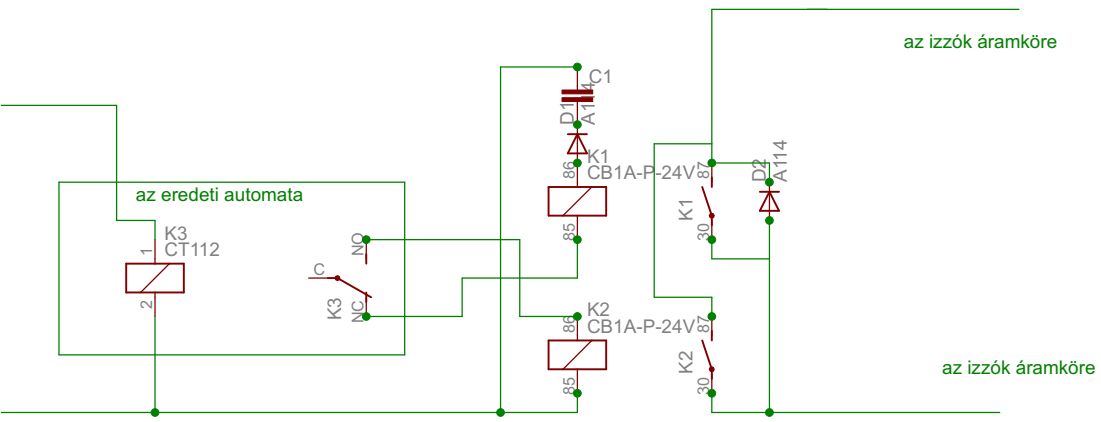 az izzók áramköre
C1
D1
A114
86
K1
CB1A-P-24V
87
D2
A114
az eredeti automata
K3
CT112
1
2
C
NO
K3
NC
85
K1
30
K2
CB1A-P-24V
86
87
K2
85
30
az izzók áramköre